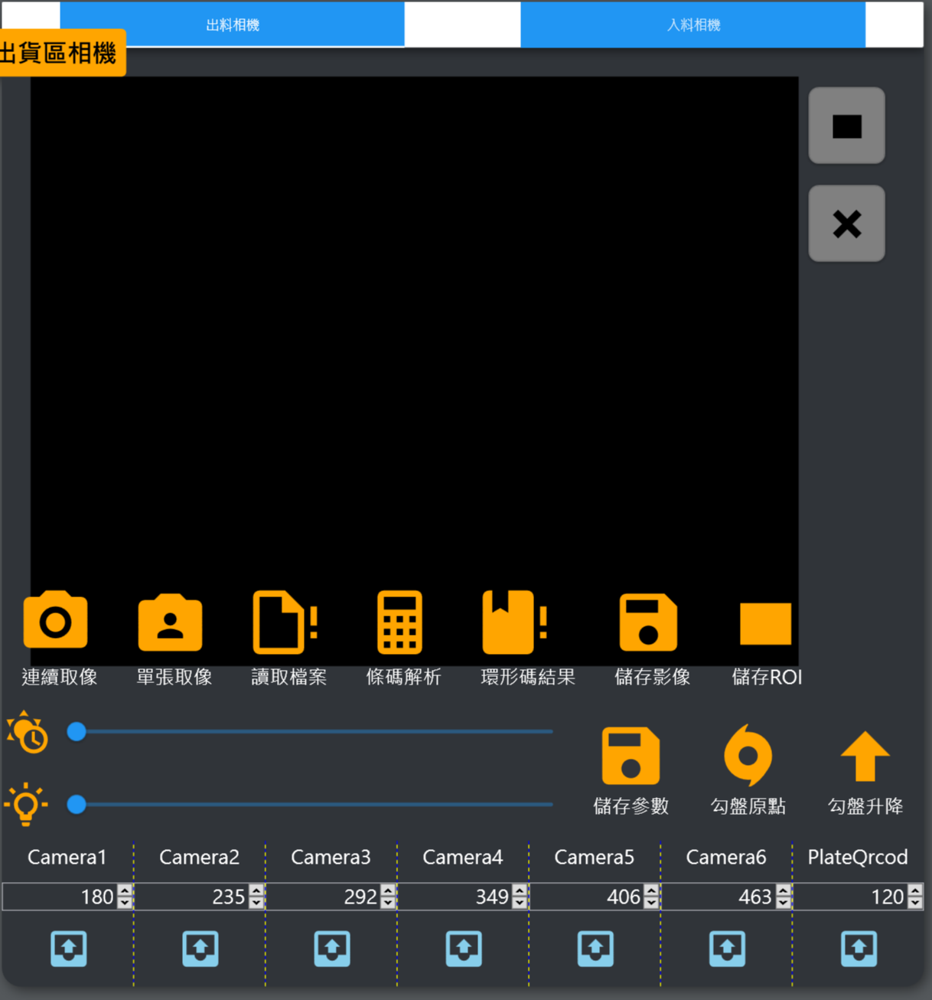 出料相機
入料相機
出貨區相機
連續取像
單張取像
讀取檔案
條碼解析
環形碼結果
儲存影像
儲存ROI
儲存參數
勾盤原點
勾盤升降
Camera1
Camera2
Camera3
Camera4
Camera5
Camera6
PlateQrcod
180
235
292
349
406
463
120